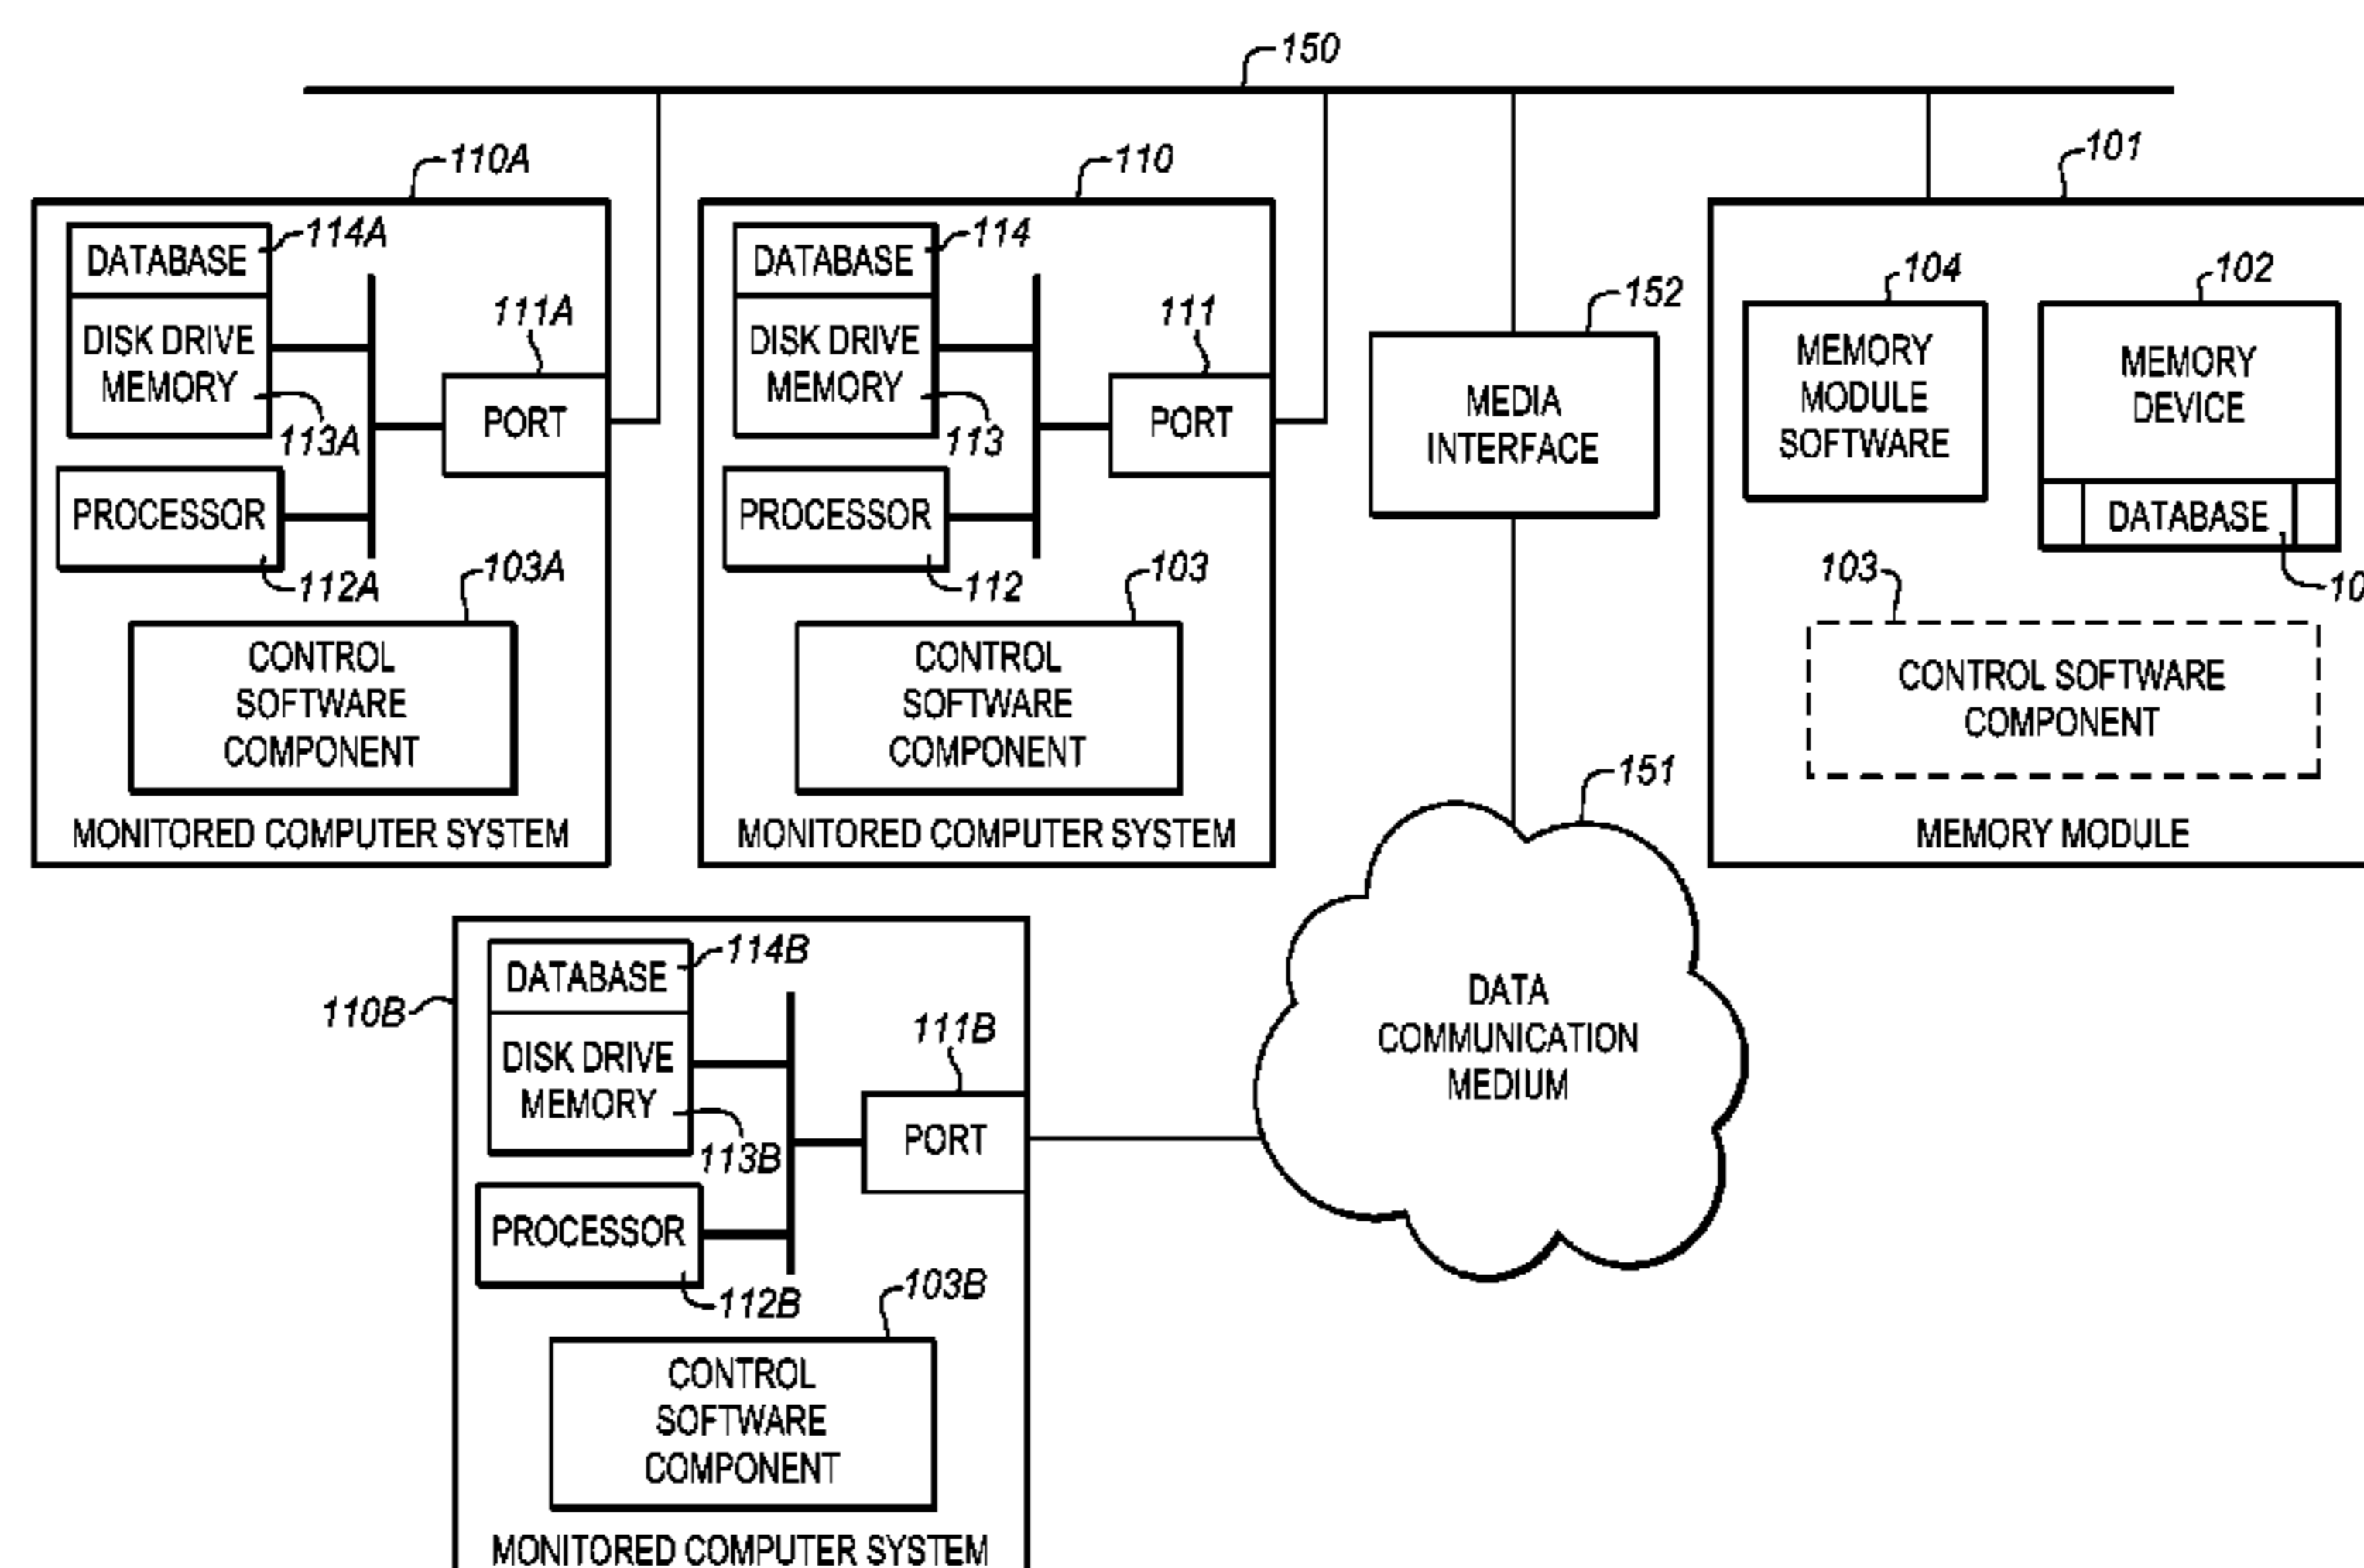 150
110A
DATABASE
114A
DISK DRIVE
MEMORY
113A
111A
PORT
PROCESSOR
112A
103A
CONTROL
SOFTWARE
COMPONENT
MONITORED COMPUTER SYSTEM
110
DATABASE
114
DISK DRIVE
MEMORY
113
111
PORT
PROCESSOR
112
103
CONTROL
SOFTWARE
COMPONENT
MONITORED COMPUTER SYSTEM
152
MEDIA
INTERFACE
101
104
MEMORY
MODULE
SOFTWARE
102
MEMORY
DEVICE
DATABASE
103
CONTROL SOFTWARE
COMPONENT
MEMORY MODULE
110B
DATABASE
114B
DISK DRIVE
MEMORY
113B
111B
PORT
PROCESSOR
112B
103B
CONTROL
SOFTWARE
COMPONENT
MONITORED COMPUTER SYSTEM
151
DATA
COMMUNICATION
MEDIUM